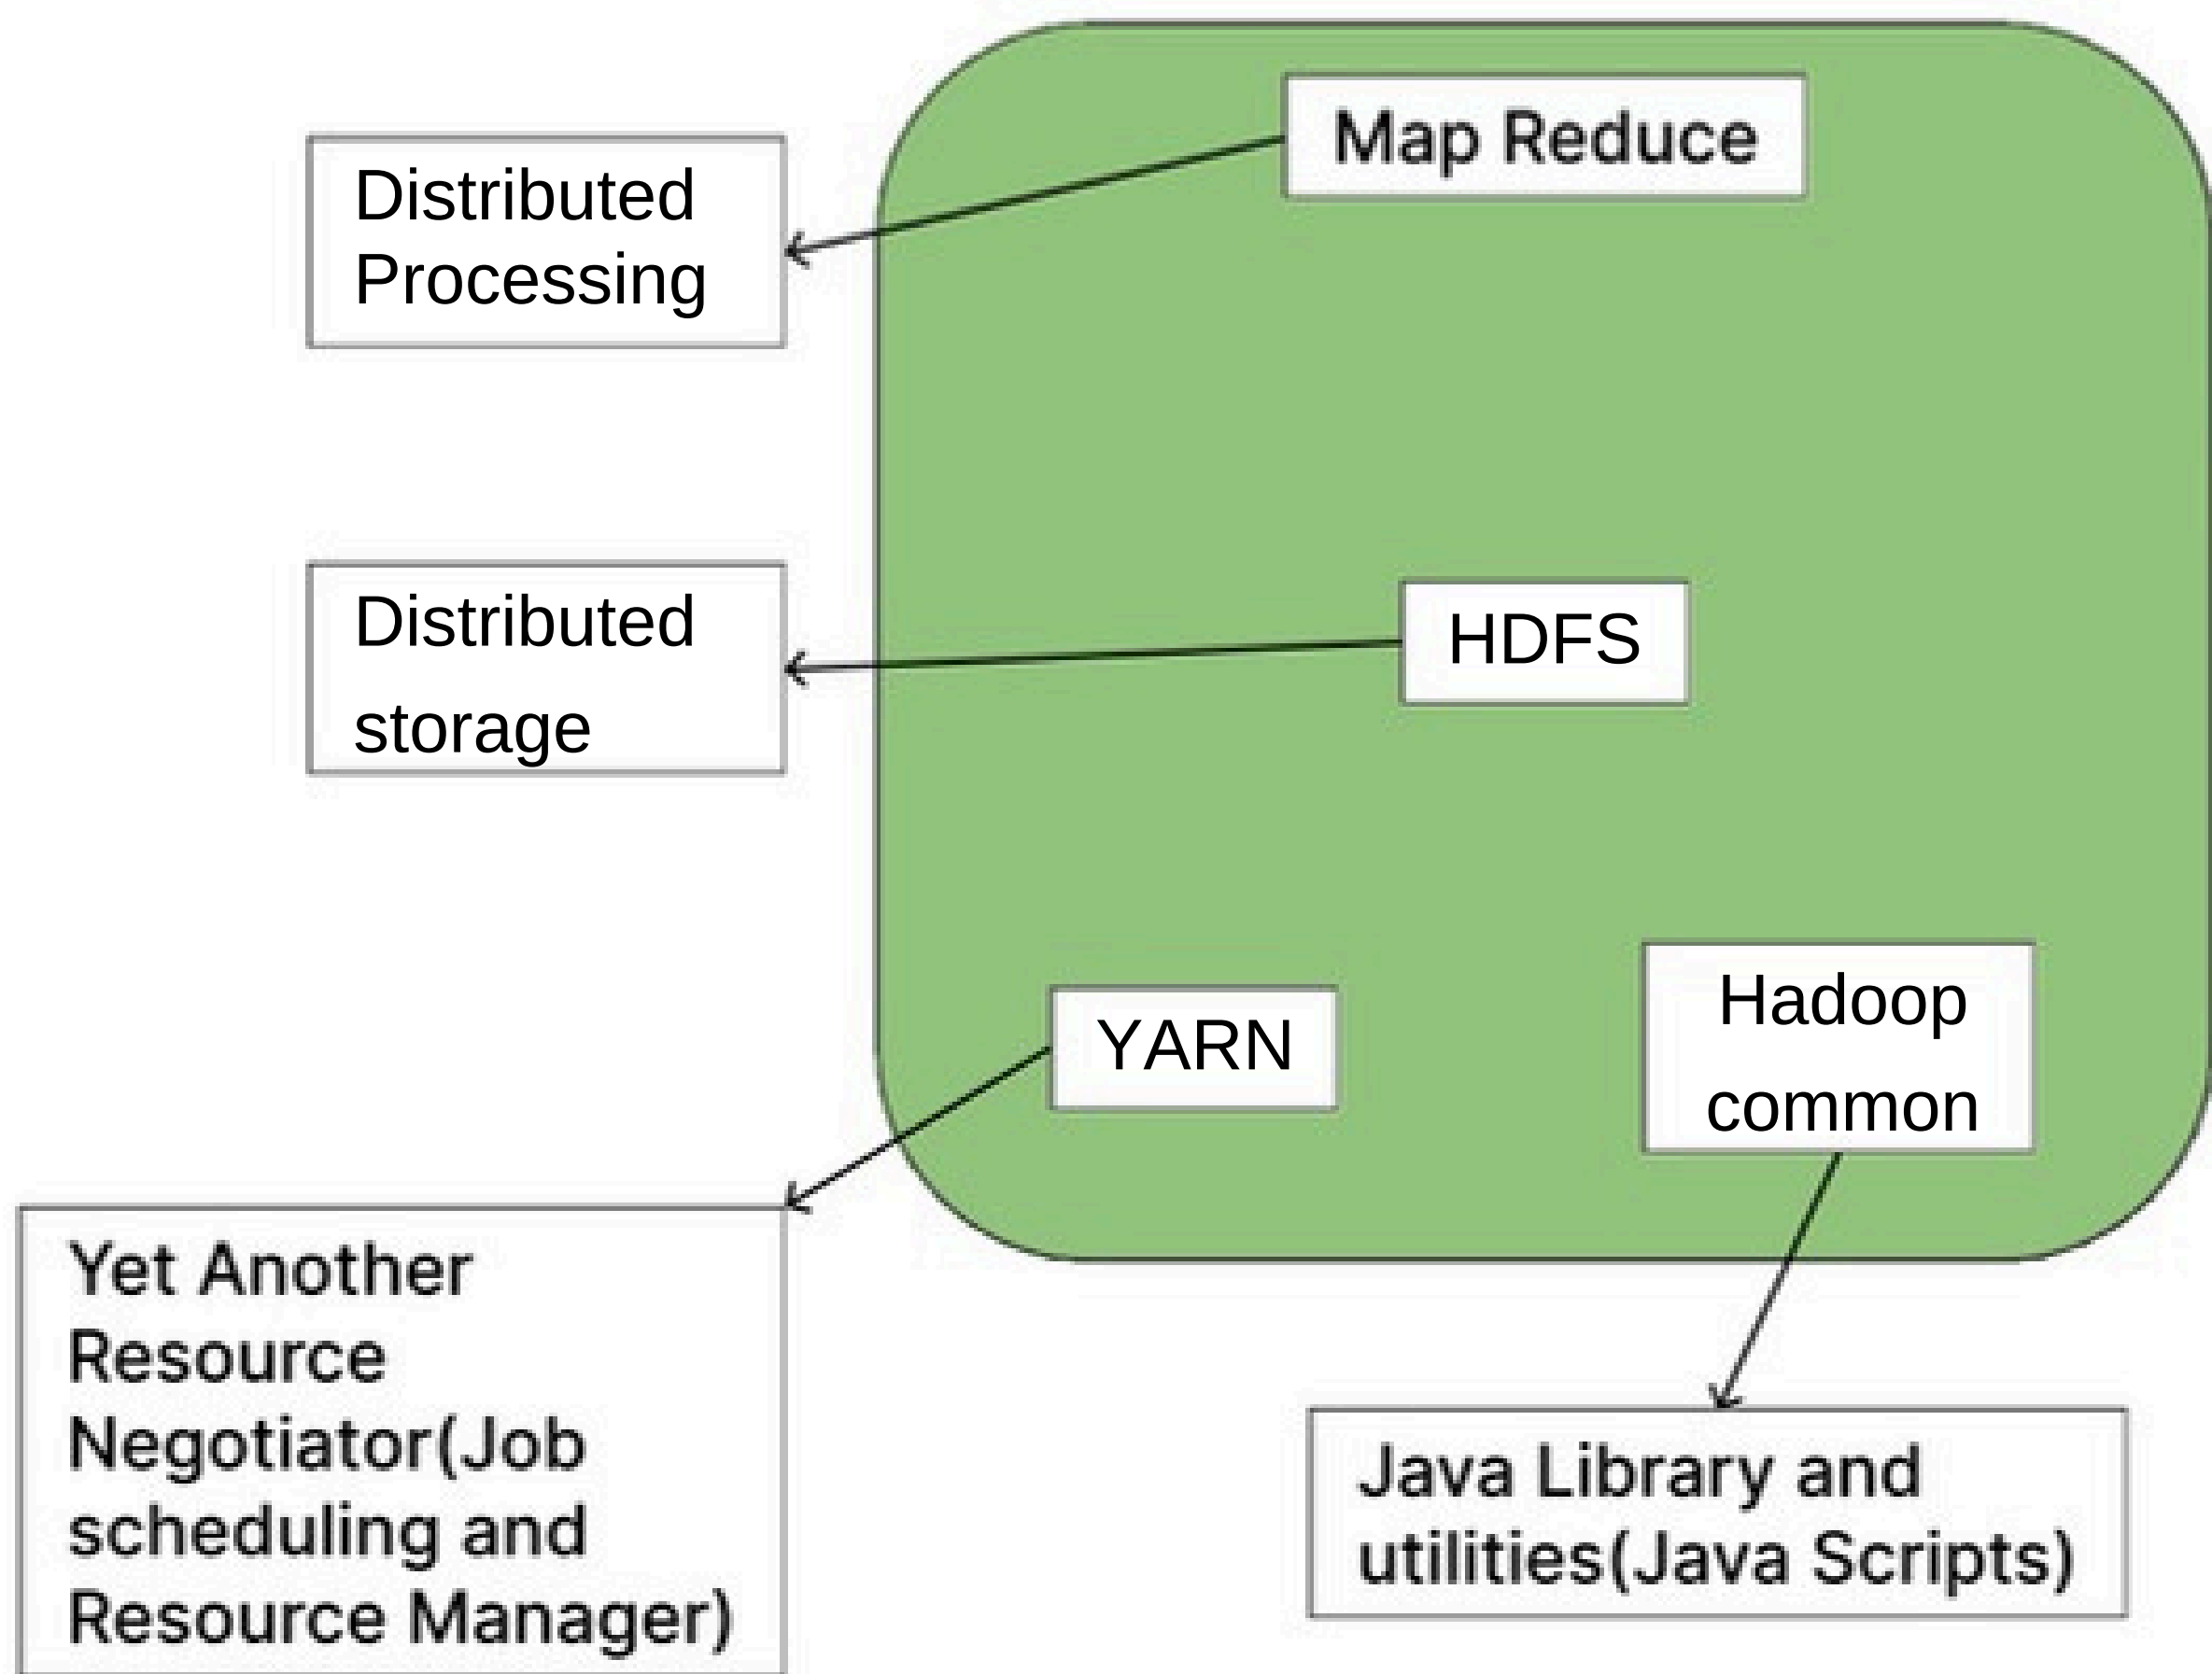 Map Reduce
Distributed
Processing
Distributed
storage
HDFS
YARN
Hadoop
common
Yet Another
Resource
Negotiator(Job
scheduling and
Resource Manager)
Java Library and
utilities(Java Scripts)